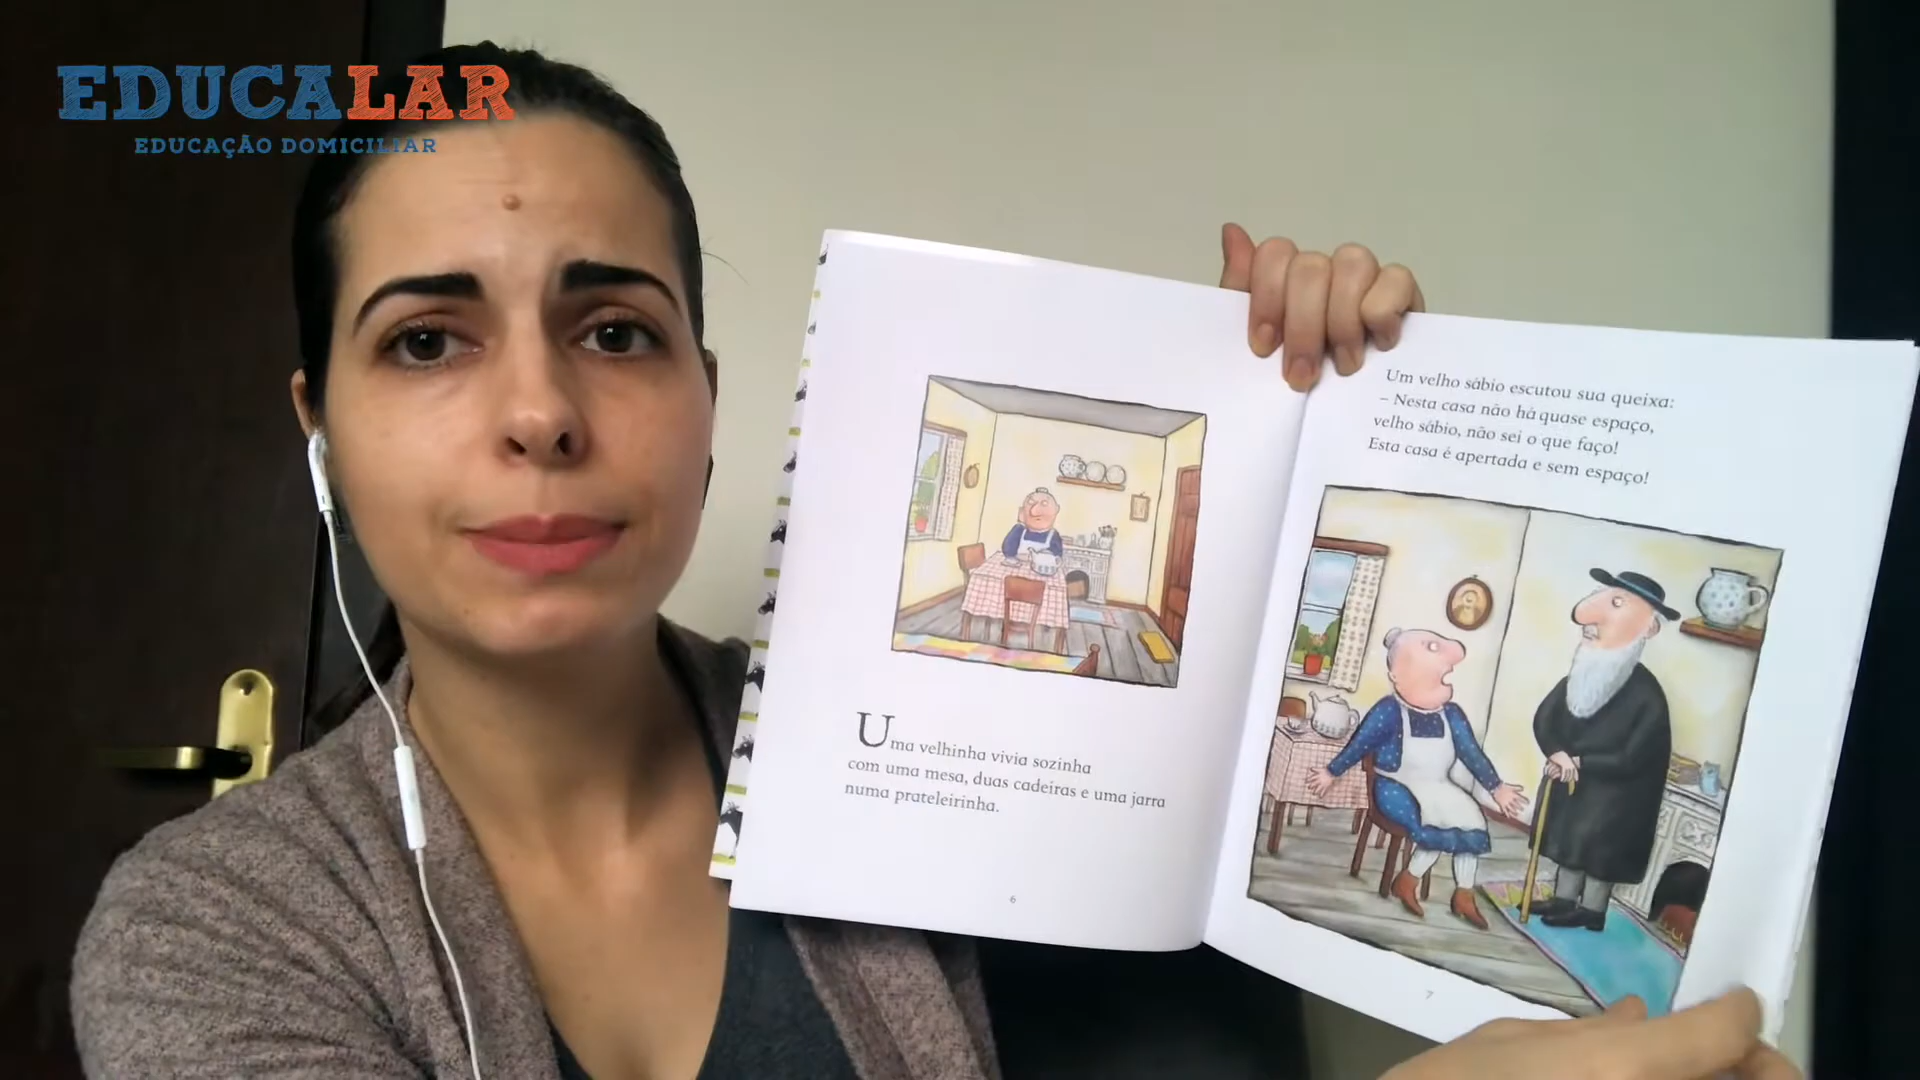 EDUCALAR
EDUCAÇÃO DOMICILIAR
Uma velhinha vivia sozinha
com uma mesa, duas cadeiras e uma jarra
numa prateleirinha.
6
Um velho sábio escutou sua queixa:
– Nesta casa não há quase espaço,
velho sábio, não sei o que faço!
Esta casa é apertada e sem espaço!
7